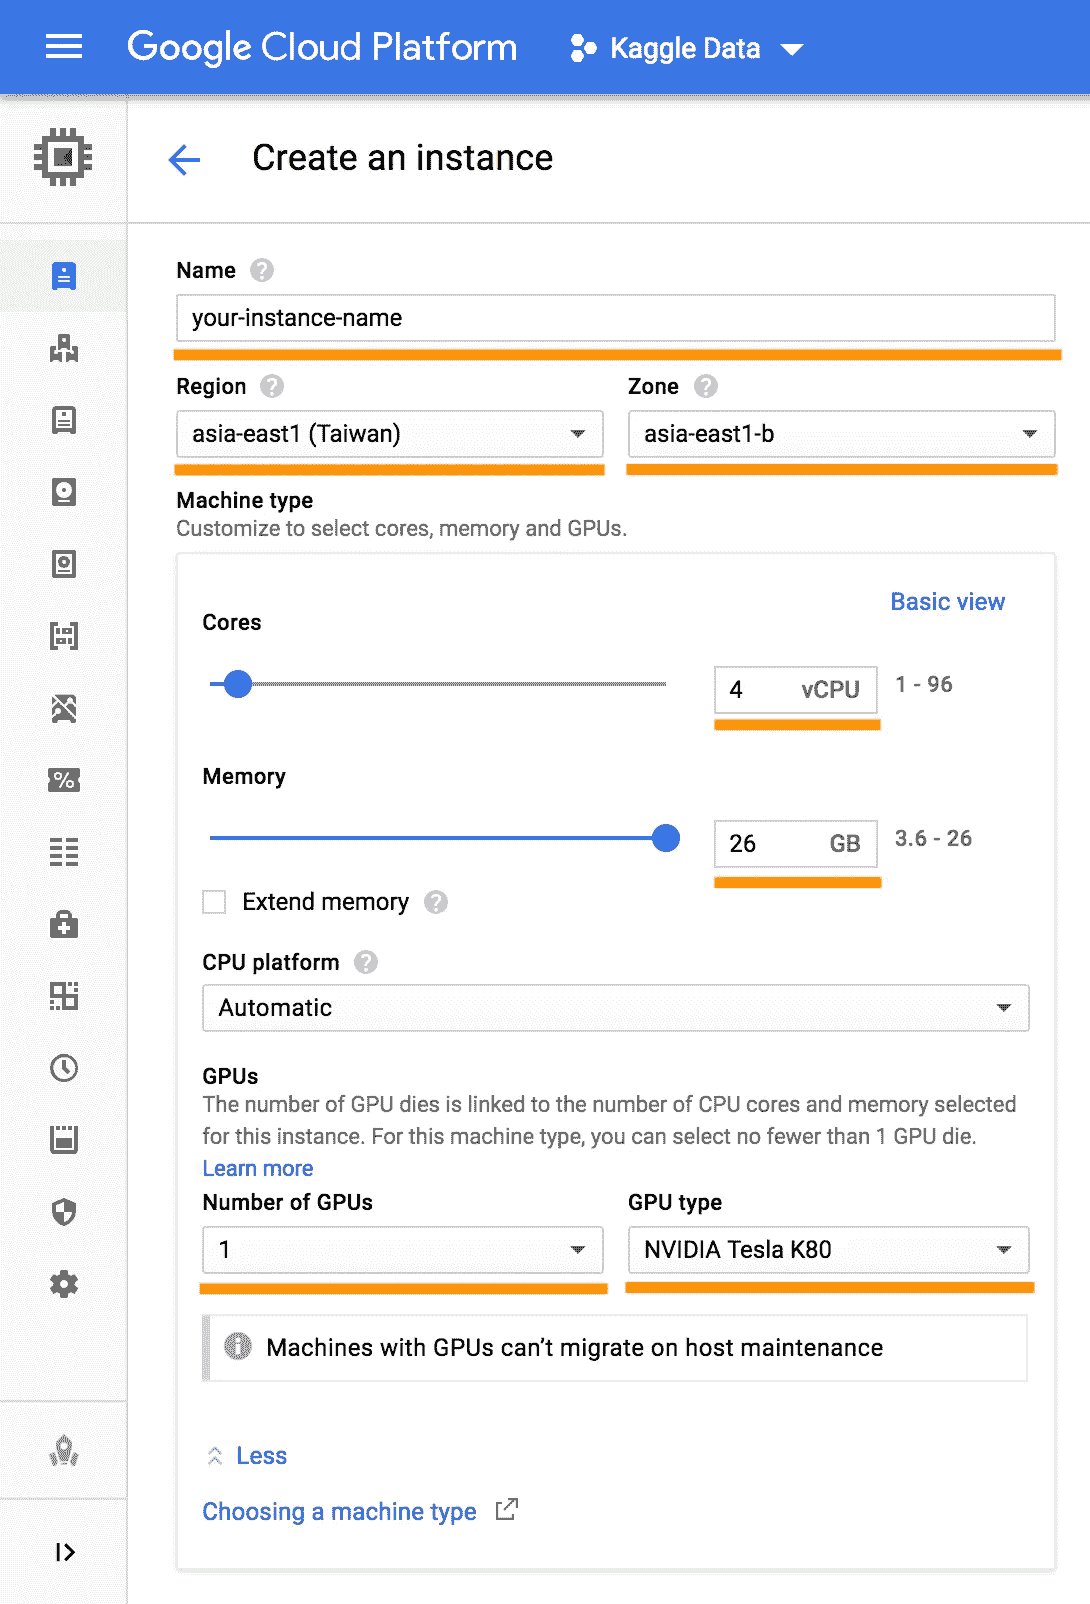 Google Cloud Platform Kaggle Data
Create an instance
Name ?
your-instance-name
Region ? Zone ?
asia-east1 (Taiwan) asia-east1-b
Machine type
Customize to select cores, memory and GPUs.
Basic view
Cores
4 vCPU 1 - 96
Memory
26 GB 3.6 - 26
Extend memory ?
CPU platform ?
Automatic
GPUs
The number of GPU dies is linked to the number of CPU cores and memory selected
for this instance. For this machine type, you can select no fewer than 1 GPU die.
Learn more
Number of GPUs GPU type
1 NVIDIA Tesla K80
Machines with GPUs can’t migrate on host maintenance
Less
Choosing a machine type